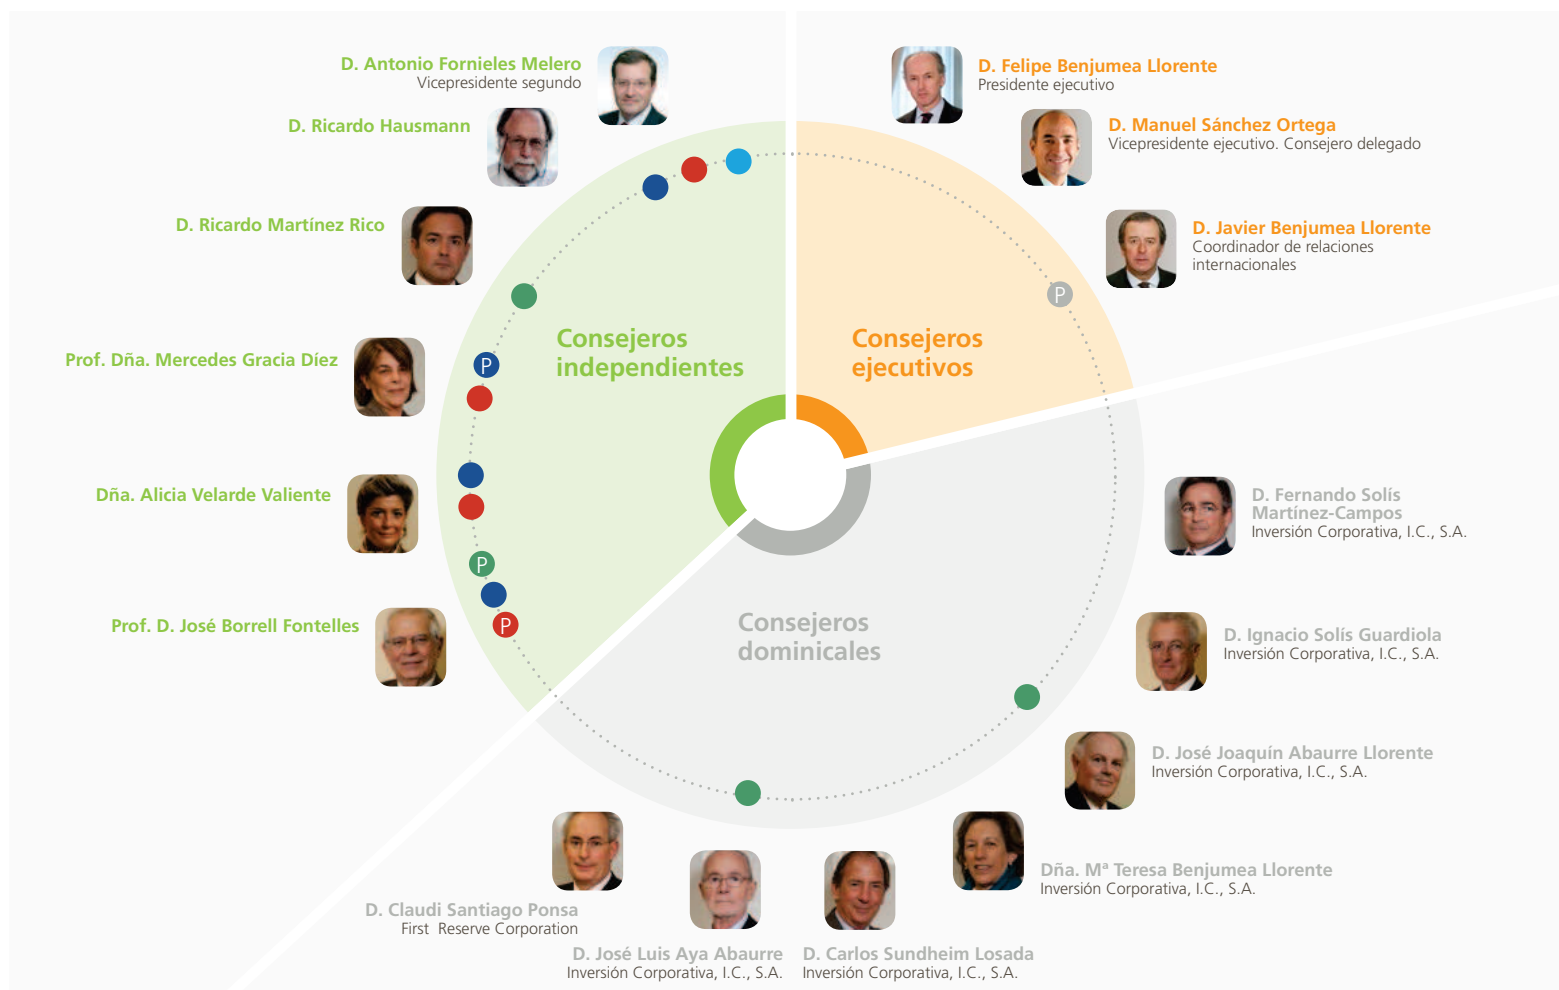 D. Antonio Fornieles Melero
Vicepresidente segundo
D. Ricardo Hausmann
D. Ricardo Martínez Rico
Prof. Dña. Mercedes Gracia Díez
Dña. Alicia Velarde Valiente
Prof. D. José Borrell Fontelles
D. Felipe Benjumea Llorente
Presidente ejecutivo
D. Manuel Sánchez Ortega
Vicepresidente ejecutivo. Consejero delegado
D. Javier Benjumea Llorente
Coordinador de relaciones
internacionales
P
Consejeros
independientes
Consejeros
ejecutivos
P
P
P
Consejeros
dominicales
D. Fernando Solís
Martínez-Campos
Inversión Corporativa, I.C., S.A.
D. Ignacio Solís Guardiola
Inversión Corporativa, I.C., S.A.
D. José Joaquín Abaurre Llorente
Inversión Corporativa, I.C., S.A.
Dña. Mª Teresa Benjumea Llorente
Inversión Corporativa, I.C., S.A.
D. Claudi Santiago Ponsa
First Reserve Corporation
D. José Luis Aya Abaurre
Inversión Corporativa, I.C., S.A.
D. Carlos Sundheim Losada
Inversión Corporativa, I.C., S.A.